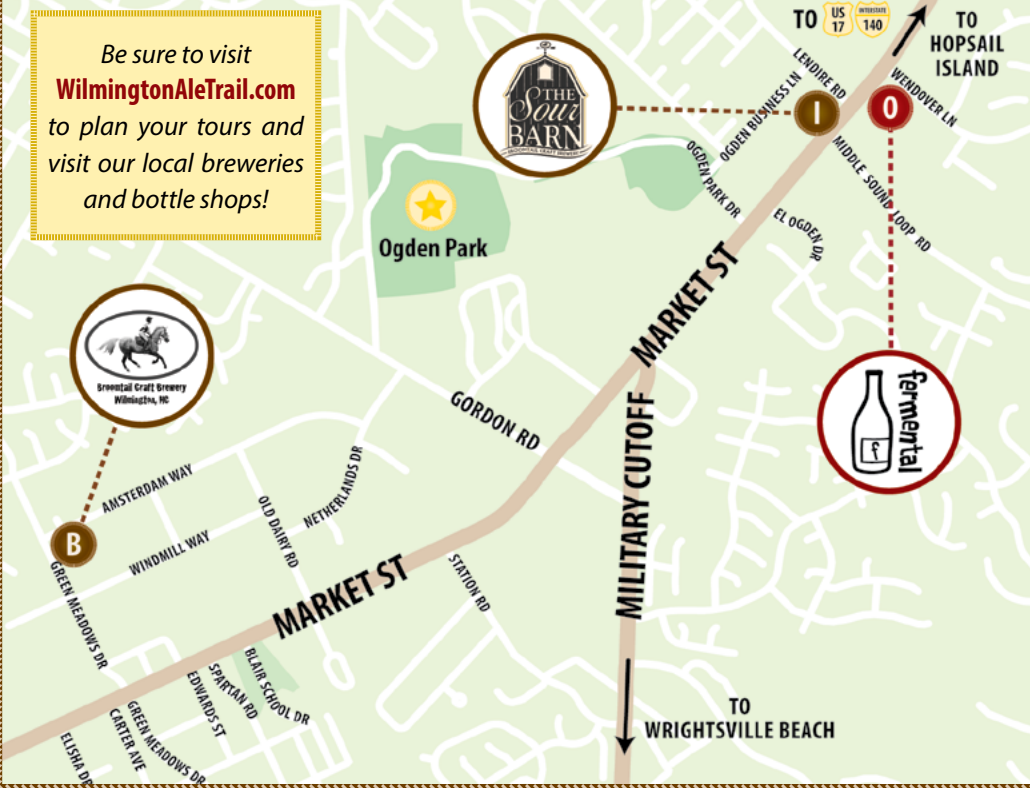 Be sure to visit
WilmingtonAleTrail.com
to plan your tours and
visit our local breweries
and bottle shops!
TO US 17 INTERSTATE 140
TO
HOPSAIL
ISLAND
LENDIRE RD
WENDOVER LN
OGDEN BUSINESS LN
I
O
THE
Sour
BARN
BROOMTAIL CRAFT BREWERY
MIDDLE SOUND LOOP RD
OGDEN PARK DR
EL OGDEN DR
Ogden Park
MARKET ST
Broomtail Craft Brewery
Wilmington, NC
fermental
f
GORDON RD
MILITARY CUTOFF
AMSTERDAM WAY
NETHERLANDS DR
OLD DAIRY RD
B
WINDMILL WAY
GREEN MEADOWS DR
MARKET ST
STATION RD
BLAIR SCHOOL DR
SPARTAN RD
EDWARDS ST
GREEN MEADOWS DR
CARTER AVE
ELISHA DR
TO
WRIGHTSVILLE BEACH